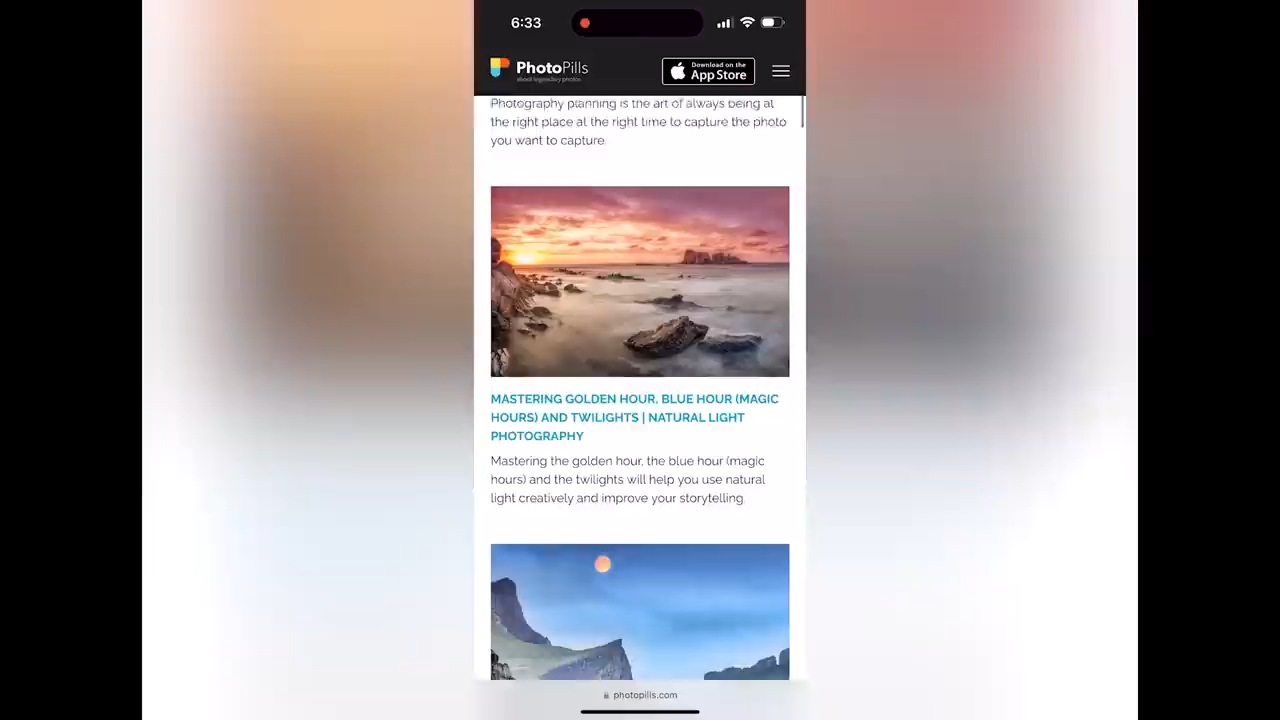 6:33
PhotoPills
about legendary photos
Download on the
App Store
Photography planning is the art of always being at
the right place at the right time to capture the photo
you want to capture.
MASTERING GOLDEN HOUR, BLUE HOUR (MAGIC
HOURS) AND TWILIGHTS | NATURAL LIGHT
PHOTOGRAPHY
Mastering the golden hour, the blue hour (magic
hours) and the twilights will help you use natural
light creatively and improve your storytelling.
photopills.com